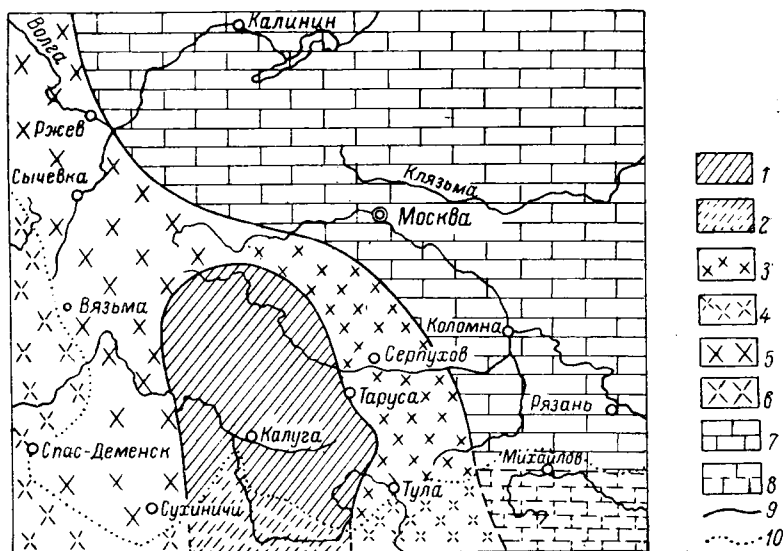 Калинин
Волга
Ржев
Сычевка
Клязьма
Москва
Вязьма
Коломна
Серпухов
Таруса
Рязань
Калуга
Спас-Деменск
Михайлов
Тула
Сухиничи
1
2
3
4
5
6
7
8
9
10